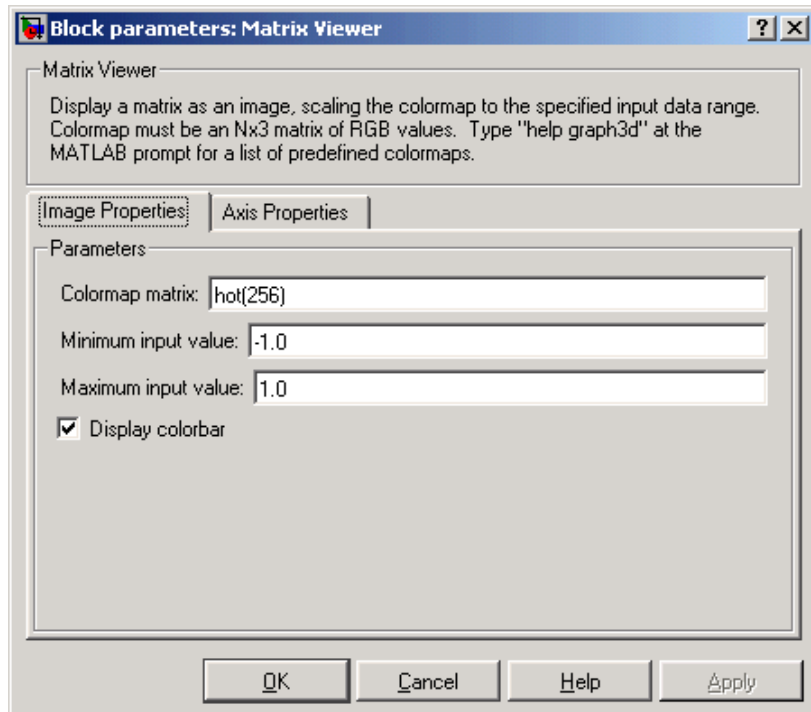 Block parameters: Matrix Viewer
? X
Matrix Viewer
Display a matrix as an image, scaling the colormap to the specified input data range.
Colormap must be an Nx3 matrix of RGB values. Type "help graph3d" at the
MATLAB prompt for a list of predefined colormaps.
Image Properties Axis Properties
Parameters
Colormap matrix: hot(256)
Minimum input value: -1.0
Maximum input value: 1.0
Display colorbar
OK Cancel Help Apply